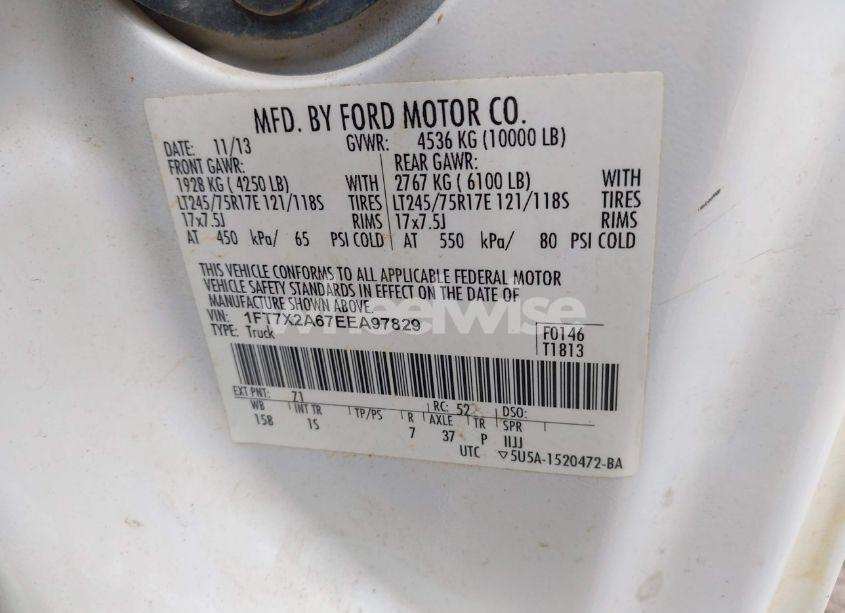 MFD. BY FORD MOTOR CO.
DATE: 11/13 GVWR: 4536 KG (10000 LB)
FRONT GAWR: REAR GAWR:
1928 KG ( 4250 LB) WITH 2767 KG ( 6100 LB) WITH
LT245/75R17E 121/118S TIRES LT245/75R17E 121/118S TIRES
17x7.5J RIMS 17x7.5J RIMS
AT 450 kPa/ 65 PSI COLD AT 550 kPa/ 80 PSI COLD
THIS VEHICLE CONFORMS TO ALL APPLICABLE FEDERAL MOTOR
VEHICLE SAFETY STANDARDS IN EFFECT ON THE DATE OF
MANUFACTURE SHOWN ABOVE.
VIN: 1FT7X2A67EEA97829
TYPE: Truck
F0146
T1813
wheelwise
EXT PNT: Z1 RC: 52 DSO:
WB INT TR TP/PS R AXLE TR SPR
158 1S 7 37 P IIJJ
UTC ▽5U5A-1520472-BA